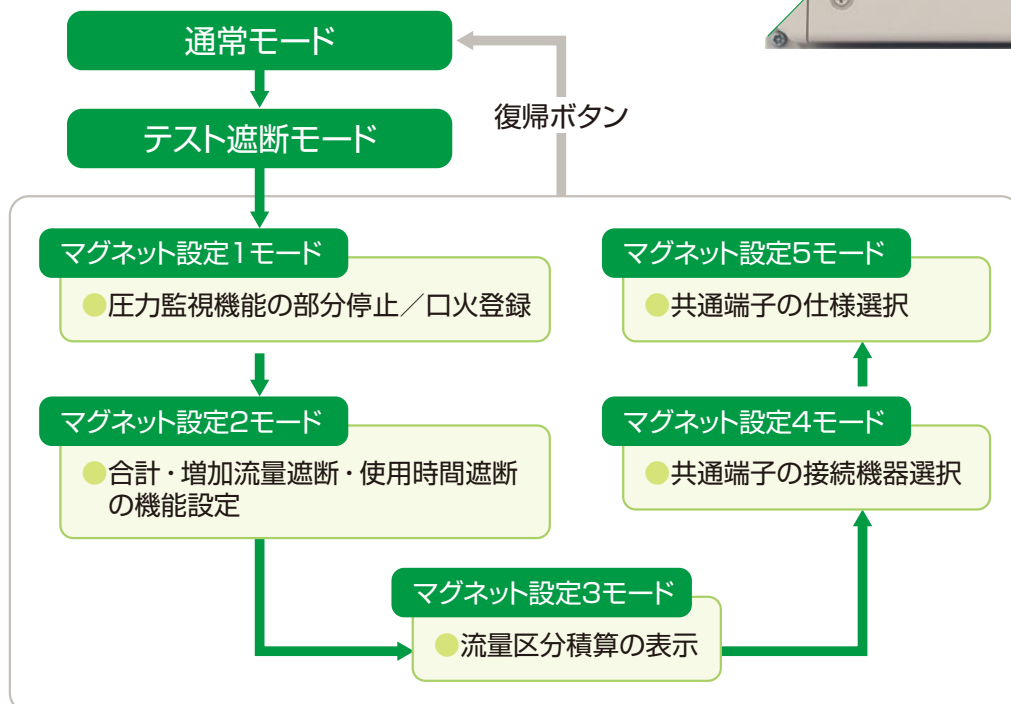 通常モード
テスト遮断モード
復帰ボタン
マグネット設定1モード
●圧力監視機能の部分停止／口火登録
マグネット設定2モード
●合計・増加流量遮断・使用時間遮断
の機能設定
マグネット設定3モード
●流量区分積算の表示
マグネット設定4モード
●共通端子の接続機器選択
マグネット設定5モード
●共通端子の仕様選択